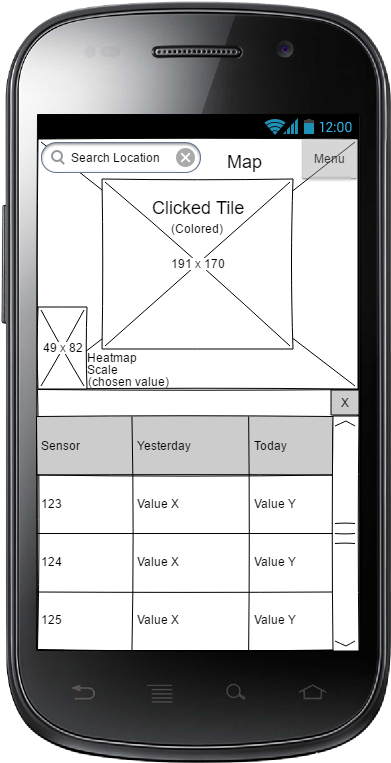 12:00
Search Location
Map
Menu
Clicked Tile
(Colored)
191 x 170
49 x 82
Heatmap
Scale
(chosen value)
X
Sensor Yesterday Today
123 Value X Value Y
124 Value X Value Y
125 Value X Value Y